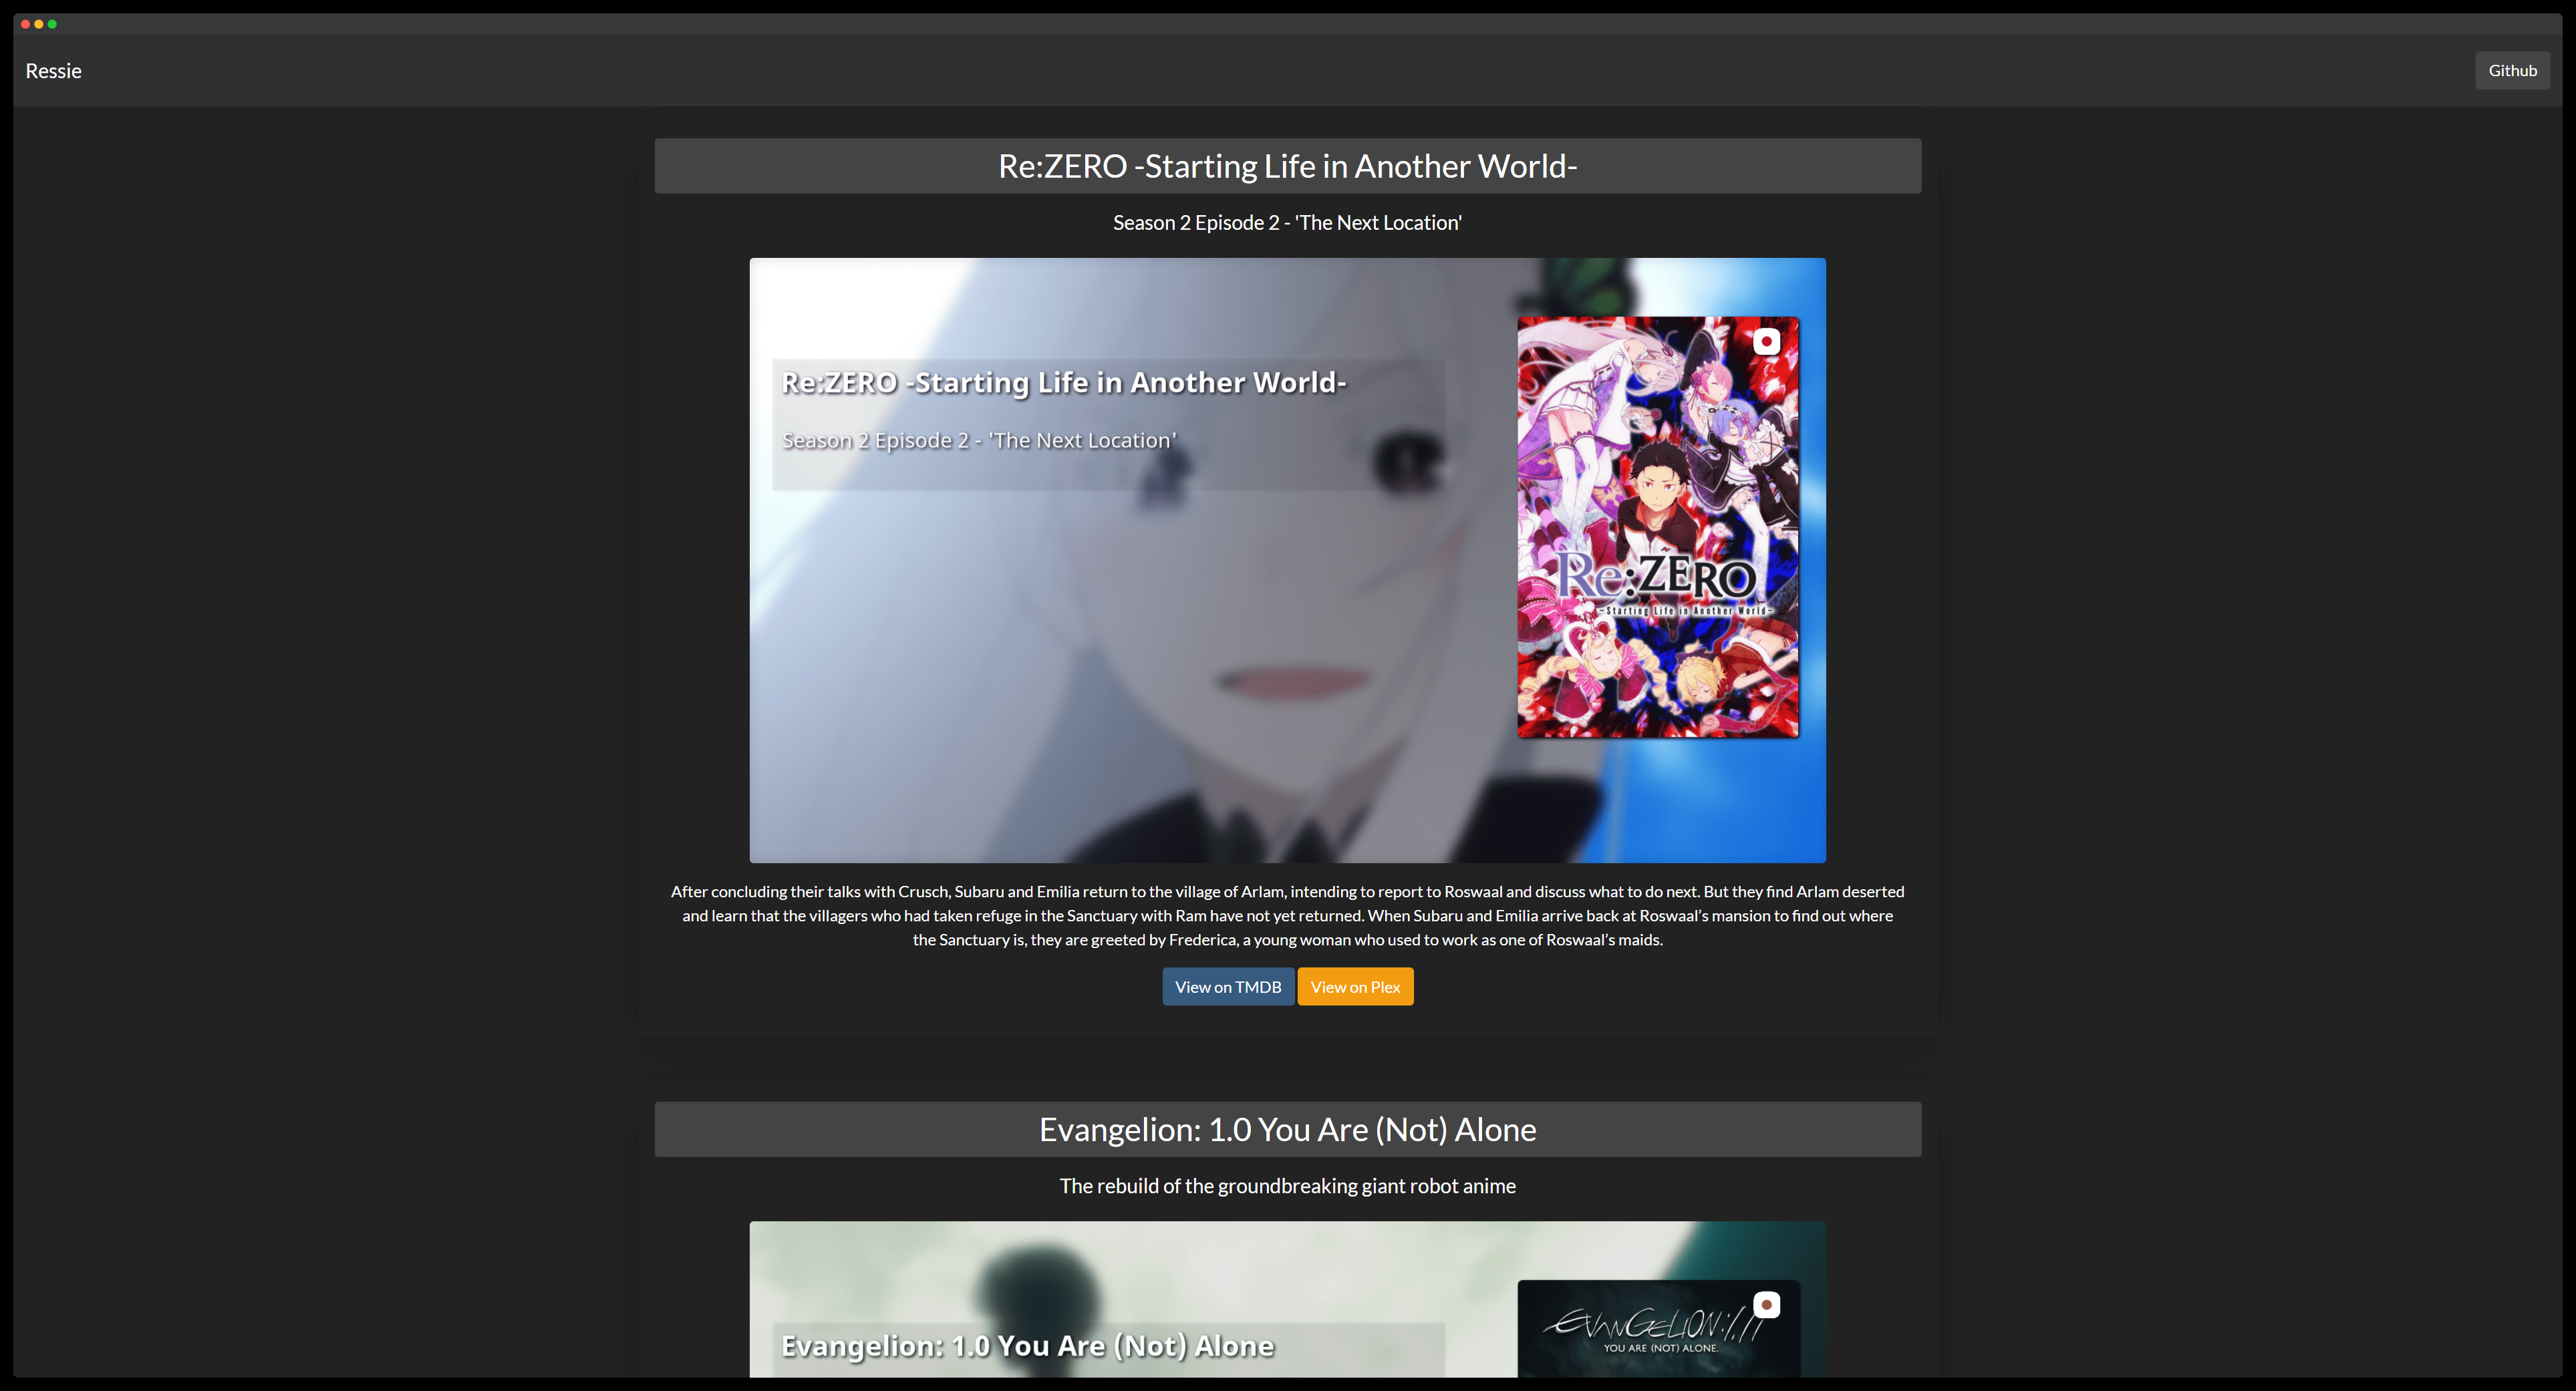 Ressie
Github
Re:ZERO -Starting Life in Another World-
Season 2 Episode 2 - 'The Next Location'
Re:ZERO -Starting Life in Another World-
Season 2 Episode 2 - 'The Next Location'
Re:ZERO
-Starting Life in Another World-
After concluding their talks with Crusch, Subaru and Emilia return to the village of Arlam, intending to report to Roswaal and discuss what to do next. But they find Arlam deserted
and learn that the villagers who had taken refuge in the Sanctuary with Ram have not yet returned. When Subaru and Emilia arrive back at Roswaal’s mansion to find out where
the Sanctuary is, they are greeted by Frederica, a young woman who used to work as one of Roswaal’s maids.
View on TMDB View on Plex
Evangelion: 1.0 You Are (Not) Alone
The rebuild of the groundbreaking giant robot anime
Evangelion: 1.0 You Are (Not) Alone
EVANGELION:1.11
YOU ARE (NOT) ALONE.